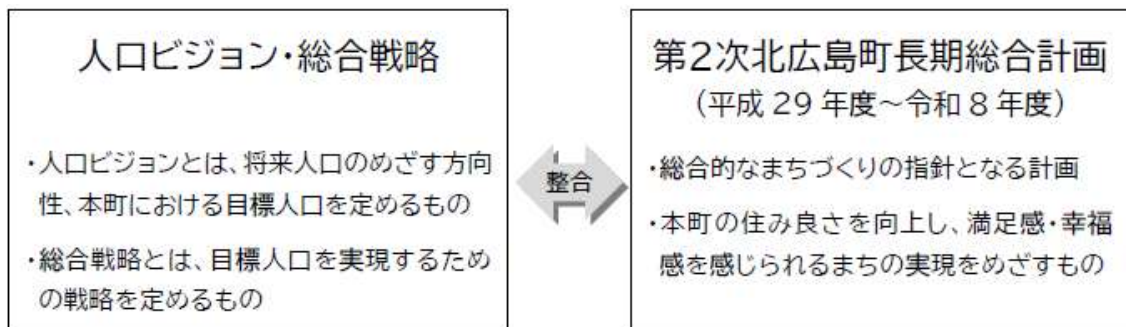 人口ビジョン・総合戦略
・人口ビジョンとは、将来人口のめざす方向
性、本町における目標人口を定めるもの
・総合戦略とは、目標人口を実現するため
の戦略を定めるもの
整合
第2次北広島町長期総合計画
（平成 29 年度～令和 8 年度）
・総合的なまちづくりの指針となる計画
・本町の住み良さを向上し、満足感・幸福
感を感じられるまちの実現をめざすもの